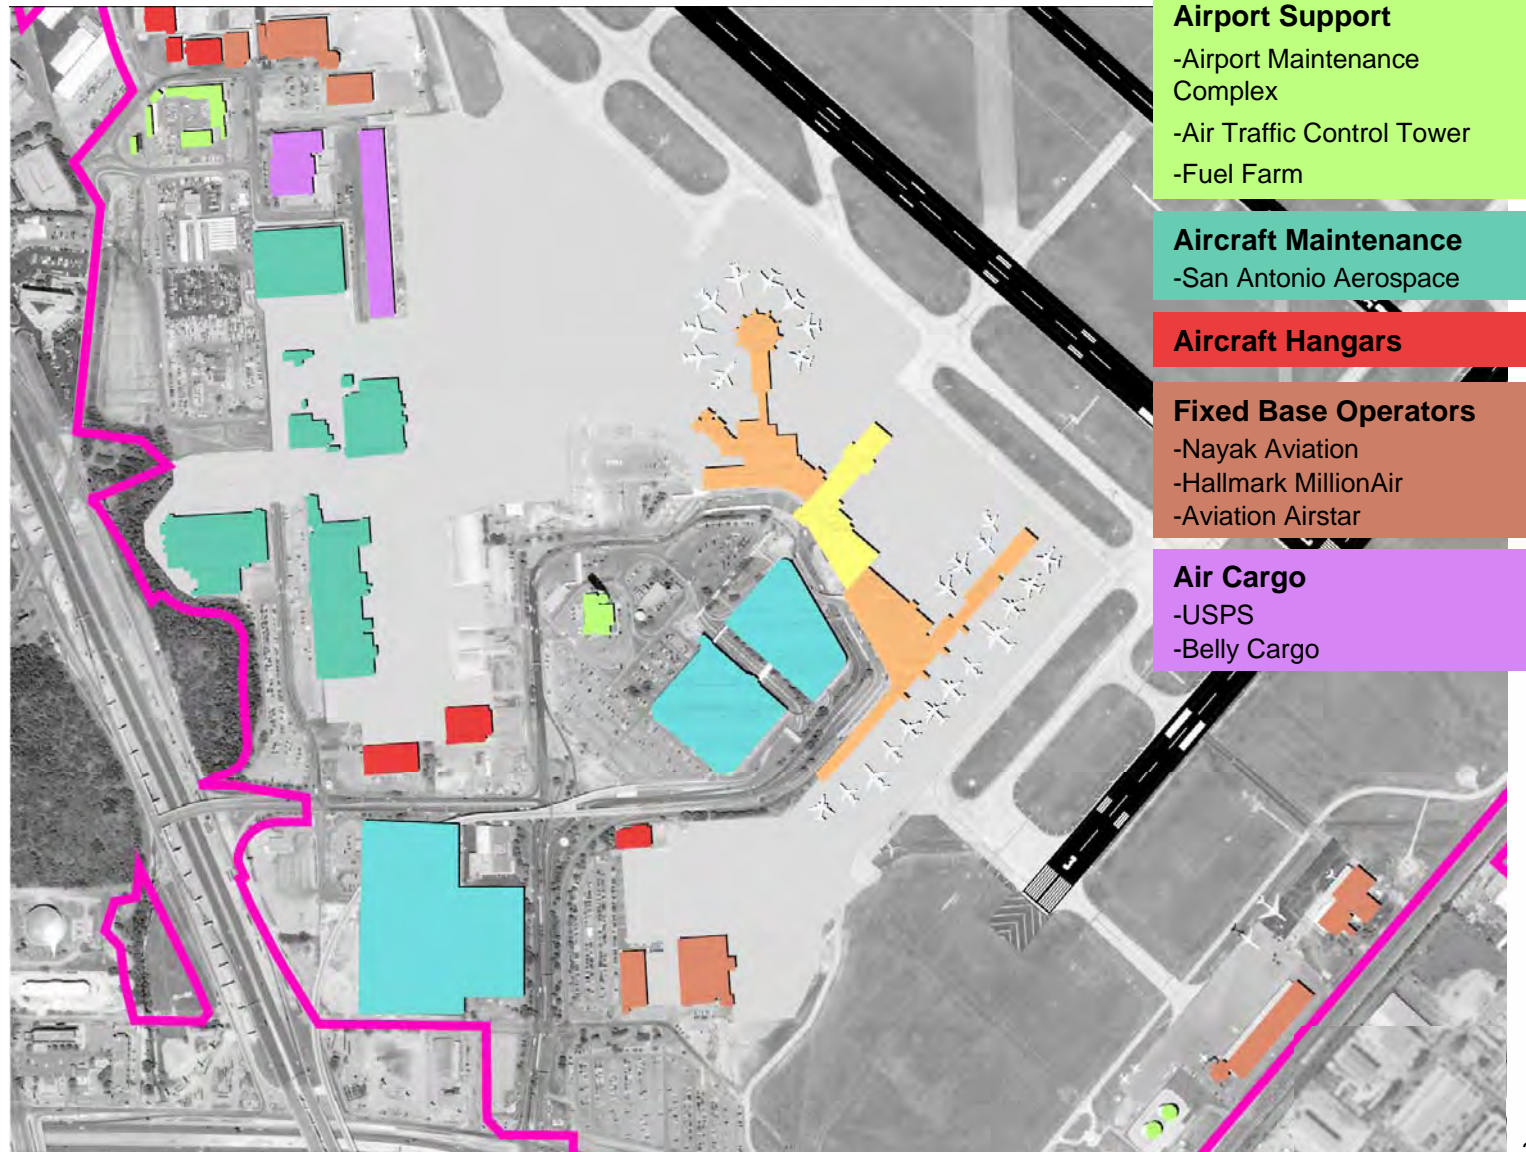 Airport Support
-Airport Maintenance
Complex
-Air Traffic Control Tower
-Fuel Farm
Aircraft Maintenance
-San Antonio Aerospace
Aircraft Hangars
Fixed Base Operators
-Nayak Aviation
-Hallmark MillionAir
-Aviation Airstar
Air Cargo
-USPS
-Belly Cargo
3